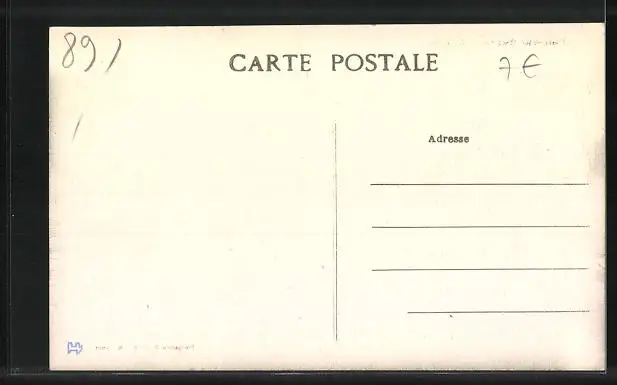 89)
CARTE POSTALE
7 €
Adresse